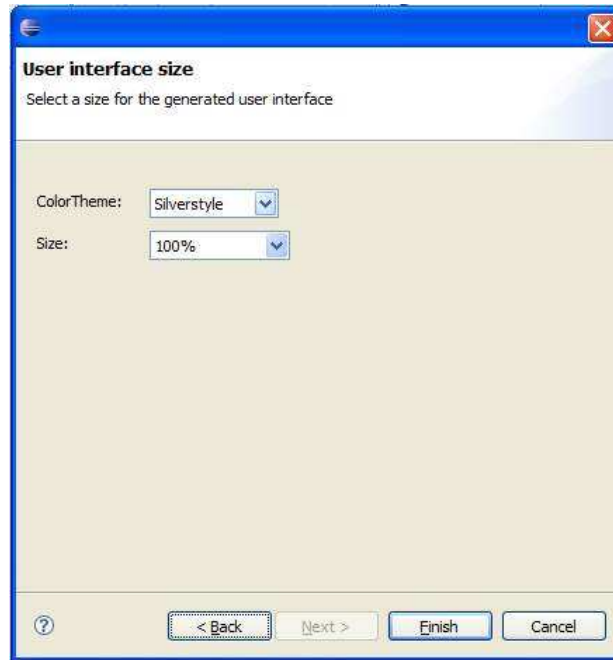 User interface size
Select a size for the generated user interface
ColorTheme: Silverstyle
Size: 100%
? < Back Next > Finish Cancel